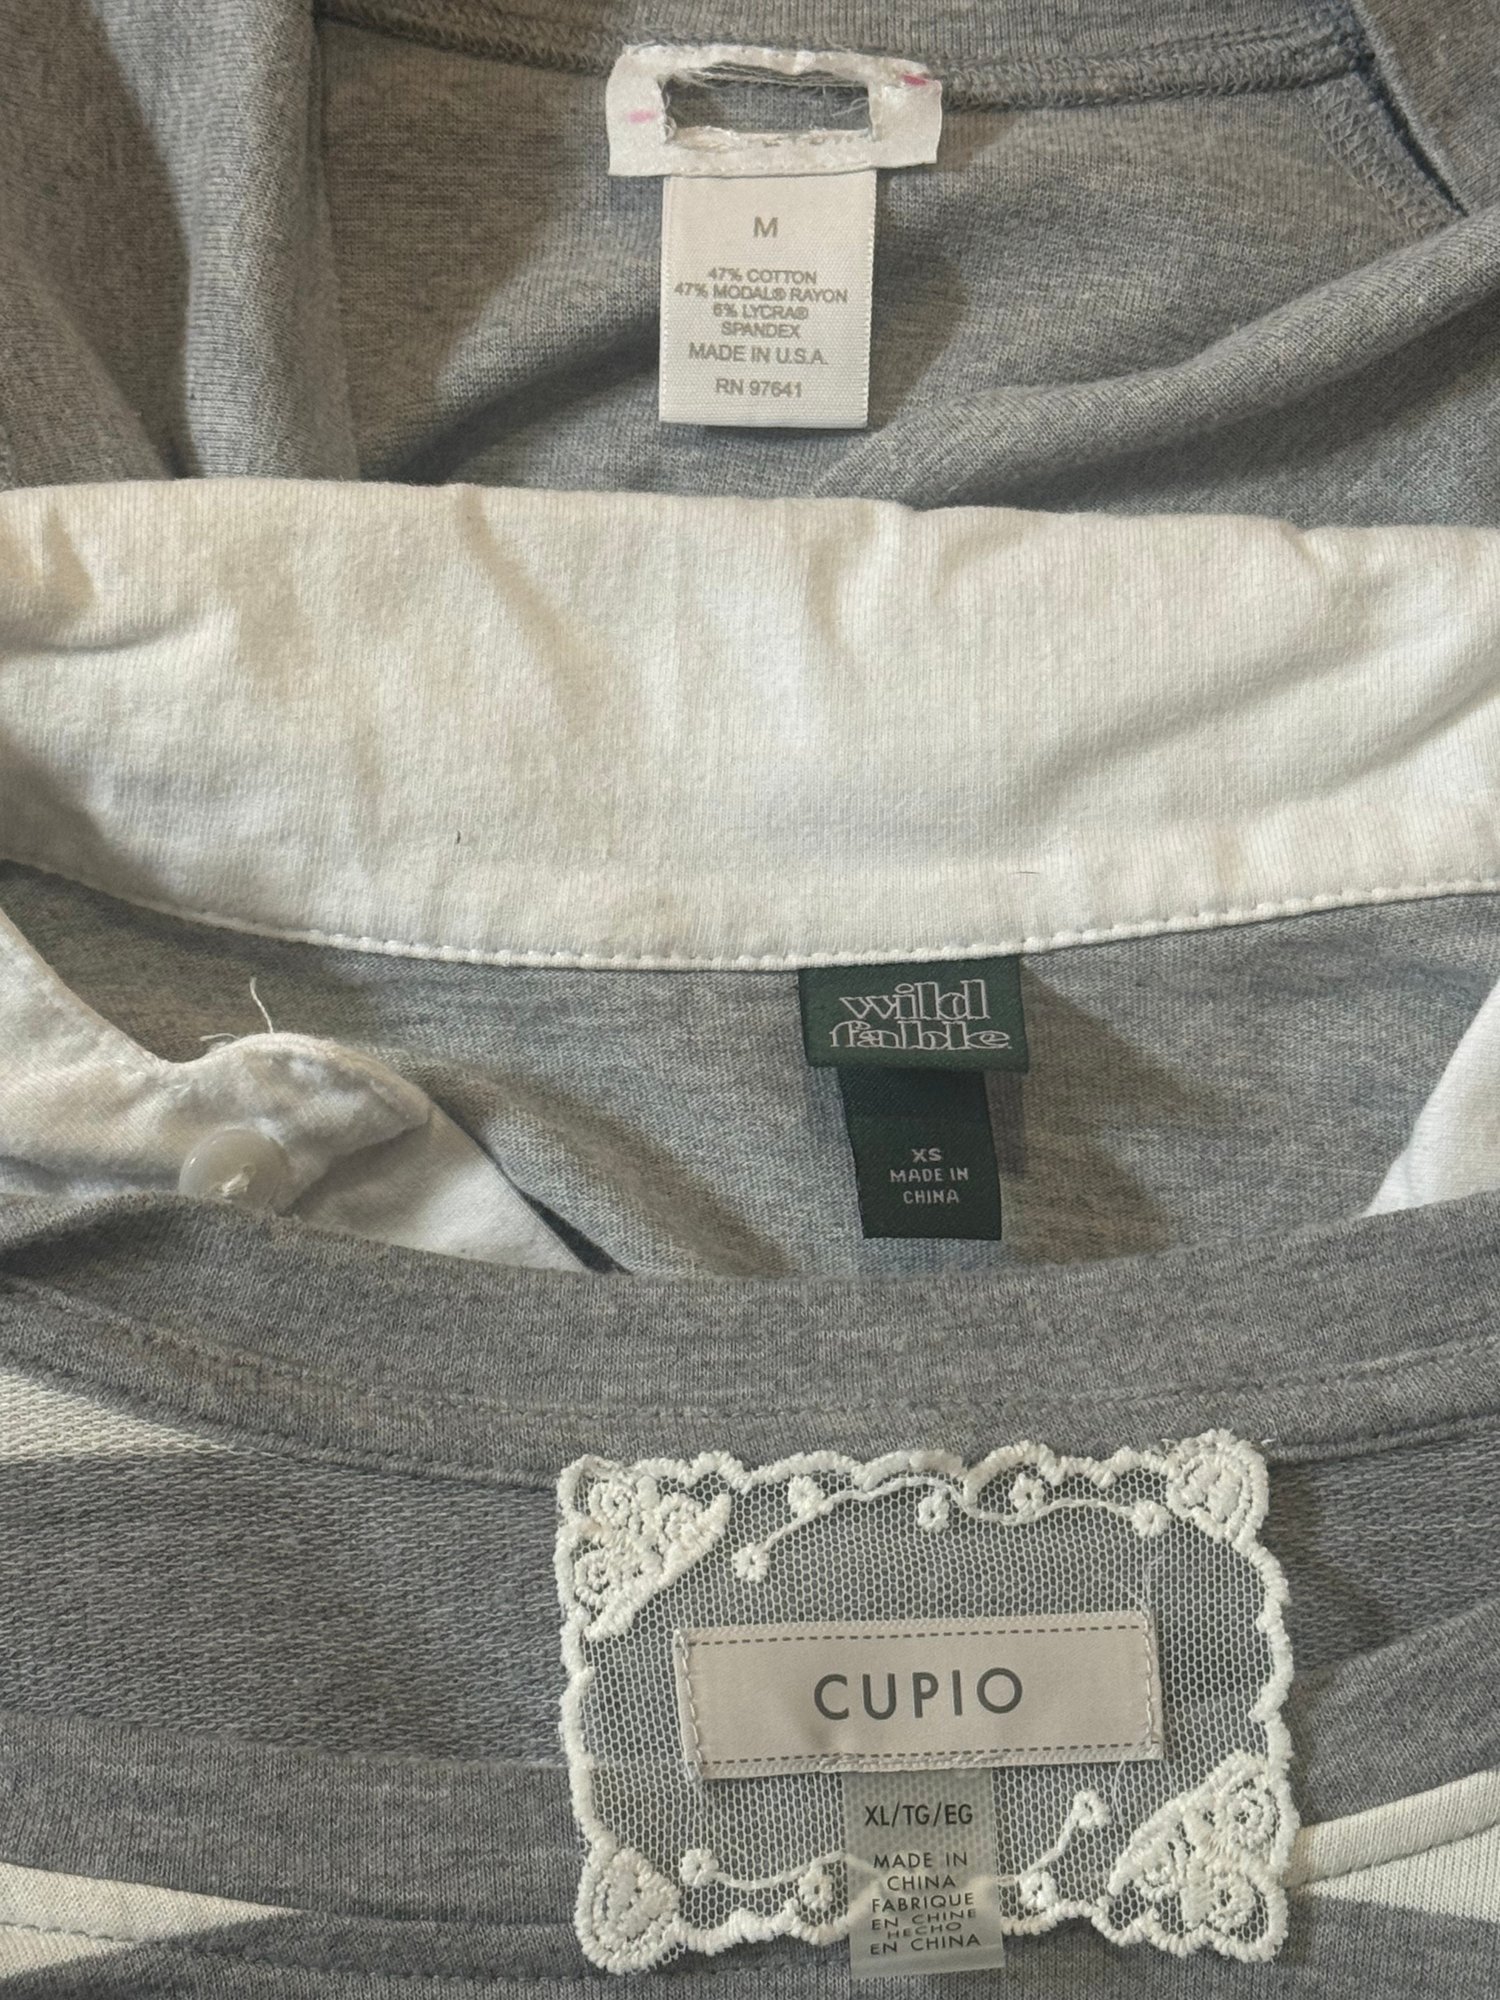 M
47% COTTON
47% MODAL® RAYON
6% LYCRA®
SPANDEX
MADE IN U.S.A.
RN 97641
wild
fable
XS
MADE IN
CHINA
CUPIO
XL/TG/EG
MADE IN
CHINA
FABRIQUE
EN CHINE
HECHO
EN CHINA